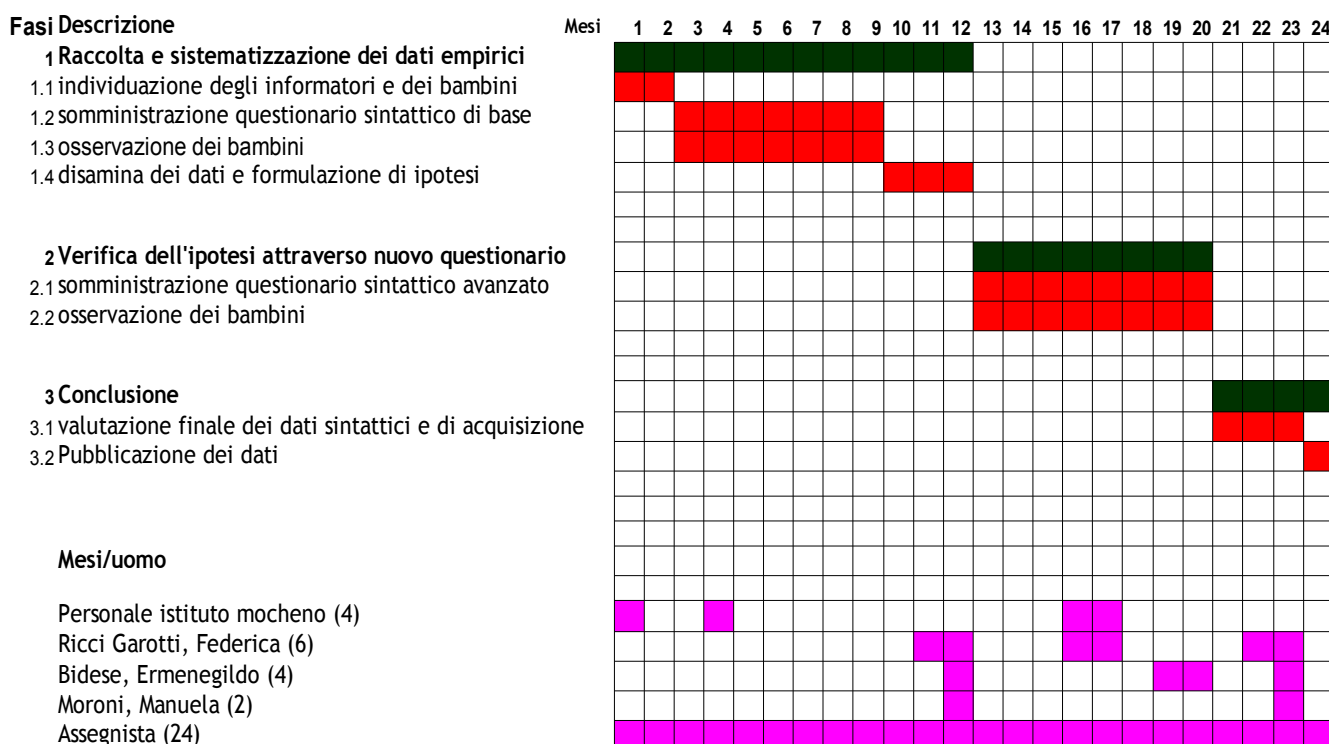 Fasi Descrizione Mesi 1 2 3 4 5 6 7 8 9 10 11 12 13 14 15 16 17 18 19 20 21 22 23 24
1 Raccolta e sistematizzazione dei dati empirici
1.1 individuazione degli informatori e dei bambini
1.2 somministrazione questionario sintattico di base
1.3 osservazione dei bambini
1.4 disamina dei dati e formulazione di ipotesi
2 Verifica dell'ipotesi attraverso nuovo questionario
2.1 somministrazione questionario sintattico avanzato
2.2 osservazione dei bambini
3 Conclusione
3.1 valutazione finale dei dati sintattici e di acquisizione
3.2 Pubblicazione dei dati
Mesi/uomo
Personale istituto mocheno (4)
Ricci Garotti, Federica (6)
Bidese, Ermenegildo (4)
Moroni, Manuela (2)
Assegnista (24)